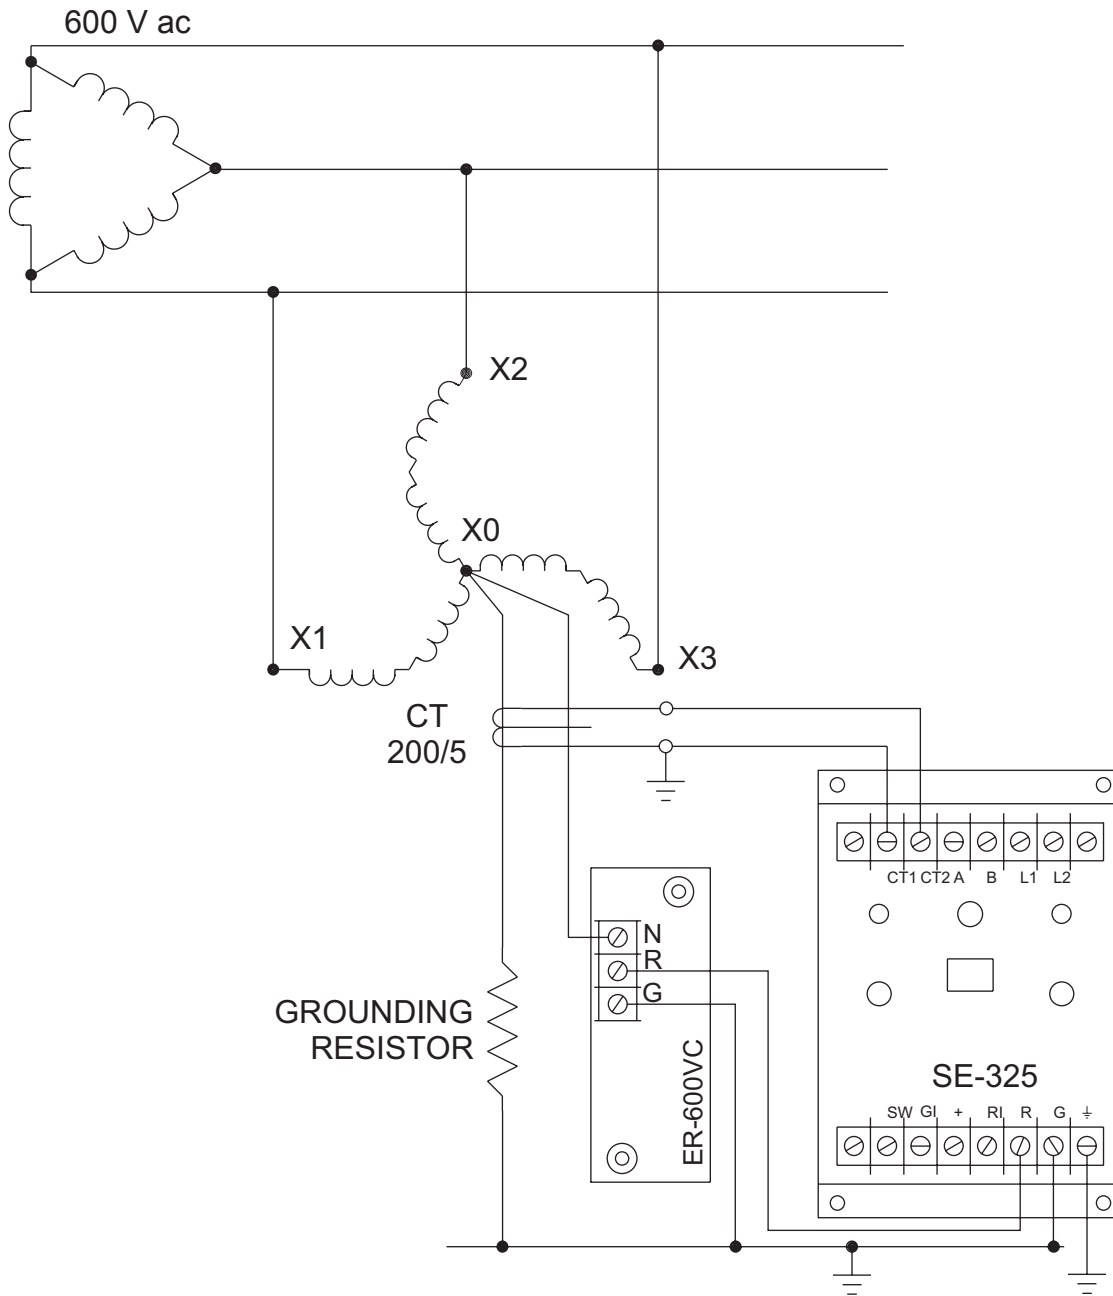 600 V ac
X2
X0
X1
X3
CT
200/5
CT1 CT2 A B L1 L2
N
R
G
GROUNDING
RESISTOR
ER-600VC
SE-325
SW GI + RI R G ⏚